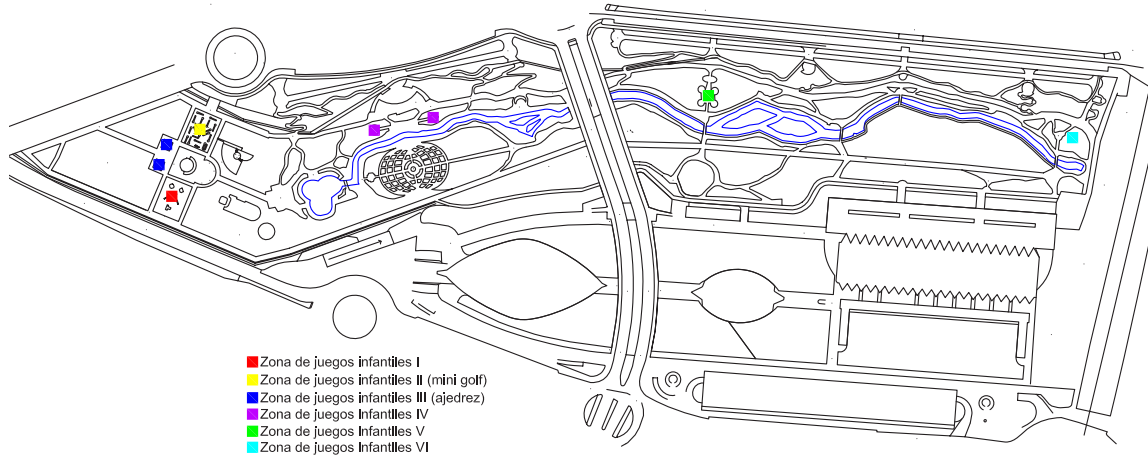 Zona de juegos infantiles I
Zona de juegos infantiles II (mini golf)
Zona de juegos infantiles III (ajedrez)
Zona de juegos Infantiles IV
Zona de juegos Infantiles V
Zona de juegos Infantiles VI